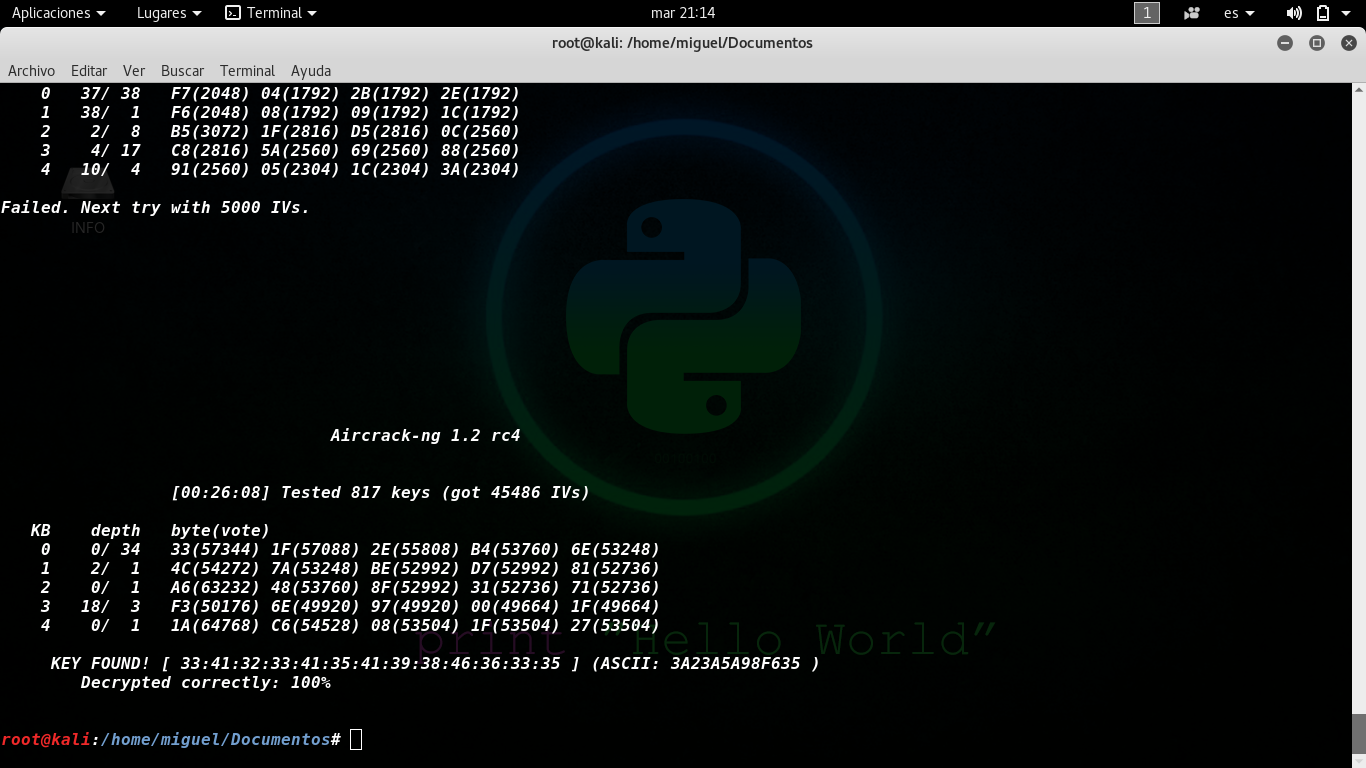 Aplicaciones Lugares Terminal mar 21:14 1 es
root@kali: /home/miguel/Documentos
Archivo Editar Ver Buscar Terminal Ayuda
0 37/ 38 F7(2048) 04(1792) 2B(1792) 2E(1792)
1 38/ 1 F6(2048) 08(1792) 09(1792) 1C(1792)
2 2/ 8 B5(3072) 1F(2816) D5(2816) 0C(2560)
3 4/ 17 C8(2816) 5A(2560) 69(2560) 88(2560)
4 10/ 4 91(2560) 05(2304) 1C(2304) 3A(2304)
Failed. Next try with 5000 IVs.
INFO
Aircrack-ng 1.2 rc4
[00:26:08] Tested 817 keys (got 45486 IVs)
KB depth byte(vote)
0 0/ 34 33(57344) 1F(57088) 2E(55808) B4(53760) 6E(53248)
1 2/ 1 4C(54272) 7A(53248) BE(52992) D7(52992) 81(52736)
2 0/ 1 A6(63232) 48(53760) 8F(52992) 31(52736) 71(52736)
3 18/ 3 F3(50176) 6E(49920) 97(49920) 00(49664) 1F(49664)
4 0/ 1 1A(64768) C6(54528) 08(53504) 1F(53504) 27(53504)
print "Hello World"
KEY FOUND! [ 33:41:32:33:41:35:41:39:38:46:36:33:35 ] (ASCII: 3A23A5A98F635 )
Decrypted correctly: 100%
root@kali:/home/miguel/Documentos#